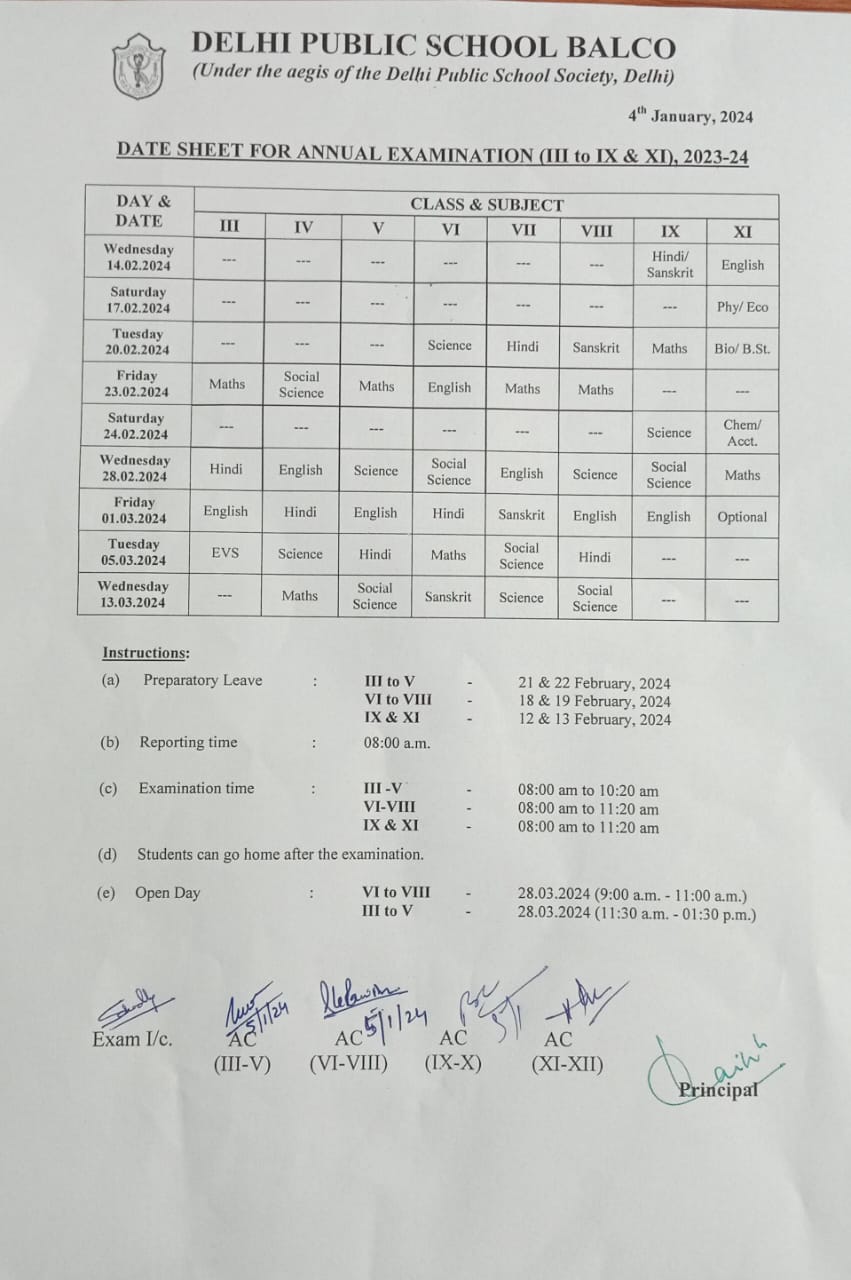 DELHI PUBLIC SCHOOL BALCO
(Under the aegis of the Delhi Public School Society, Delhi)
4th January, 2024
DATE SHEET FOR ANNUAL EXAMINATION (III to IX & XI), 2023-24
DAY & DATE CLASS & SUBJECT
III IV V VI VII VIII IX XI
Wednesday 14.02.2024 --- --- --- --- --- --- Hindi/ Sanskrit English
Saturday 17.02.2024 --- --- --- --- --- --- --- Phy/ Eco
Tuesday 20.02.2024 --- --- --- Science Hindi Sanskrit Maths Bio/ B.St.
Friday 23.02.2024 Maths Social Science Maths English Maths Maths --- ---
Saturday 24.02.2024 --- --- --- --- --- --- Science Chem/ Acct.
Wednesday 28.02.2024 Hindi English Science Social Science English Science Social Science Maths
Friday 01.03.2024 English Hindi English Hindi Sanskrit English English Optional
Tuesday 05.03.2024 EVS Science Hindi Maths Social Science Hindi --- ---
Wednesday 13.03.2024 --- Maths Social Science Sanskrit Science Social Science --- ---
Instructions:
(a) Preparatory Leave : III to V - 21 & 22 February, 2024
VI to VIII - 18 & 19 February, 2024
IX & XI - 12 & 13 February, 2024
(b) Reporting time : 08:00 a.m.
(c) Examination time : III -V - 08:00 am to 10:20 am
VI-VIII - 08:00 am to 11:20 am
IX & XI - 08:00 am to 11:20 am
(d) Students can go home after the examination.
(e) Open Day : VI to VIII - 28.03.2024 (9:00 a.m. - 11:00 a.m.)
III to V - 28.03.2024 (11:30 a.m. - 01:30 p.m.)
5/1/24 5/1/24 5/1
Exam I/c. AC AC AC AC
(III-V) (VI-VIII) (IX-X) (XI-XII)
Principal